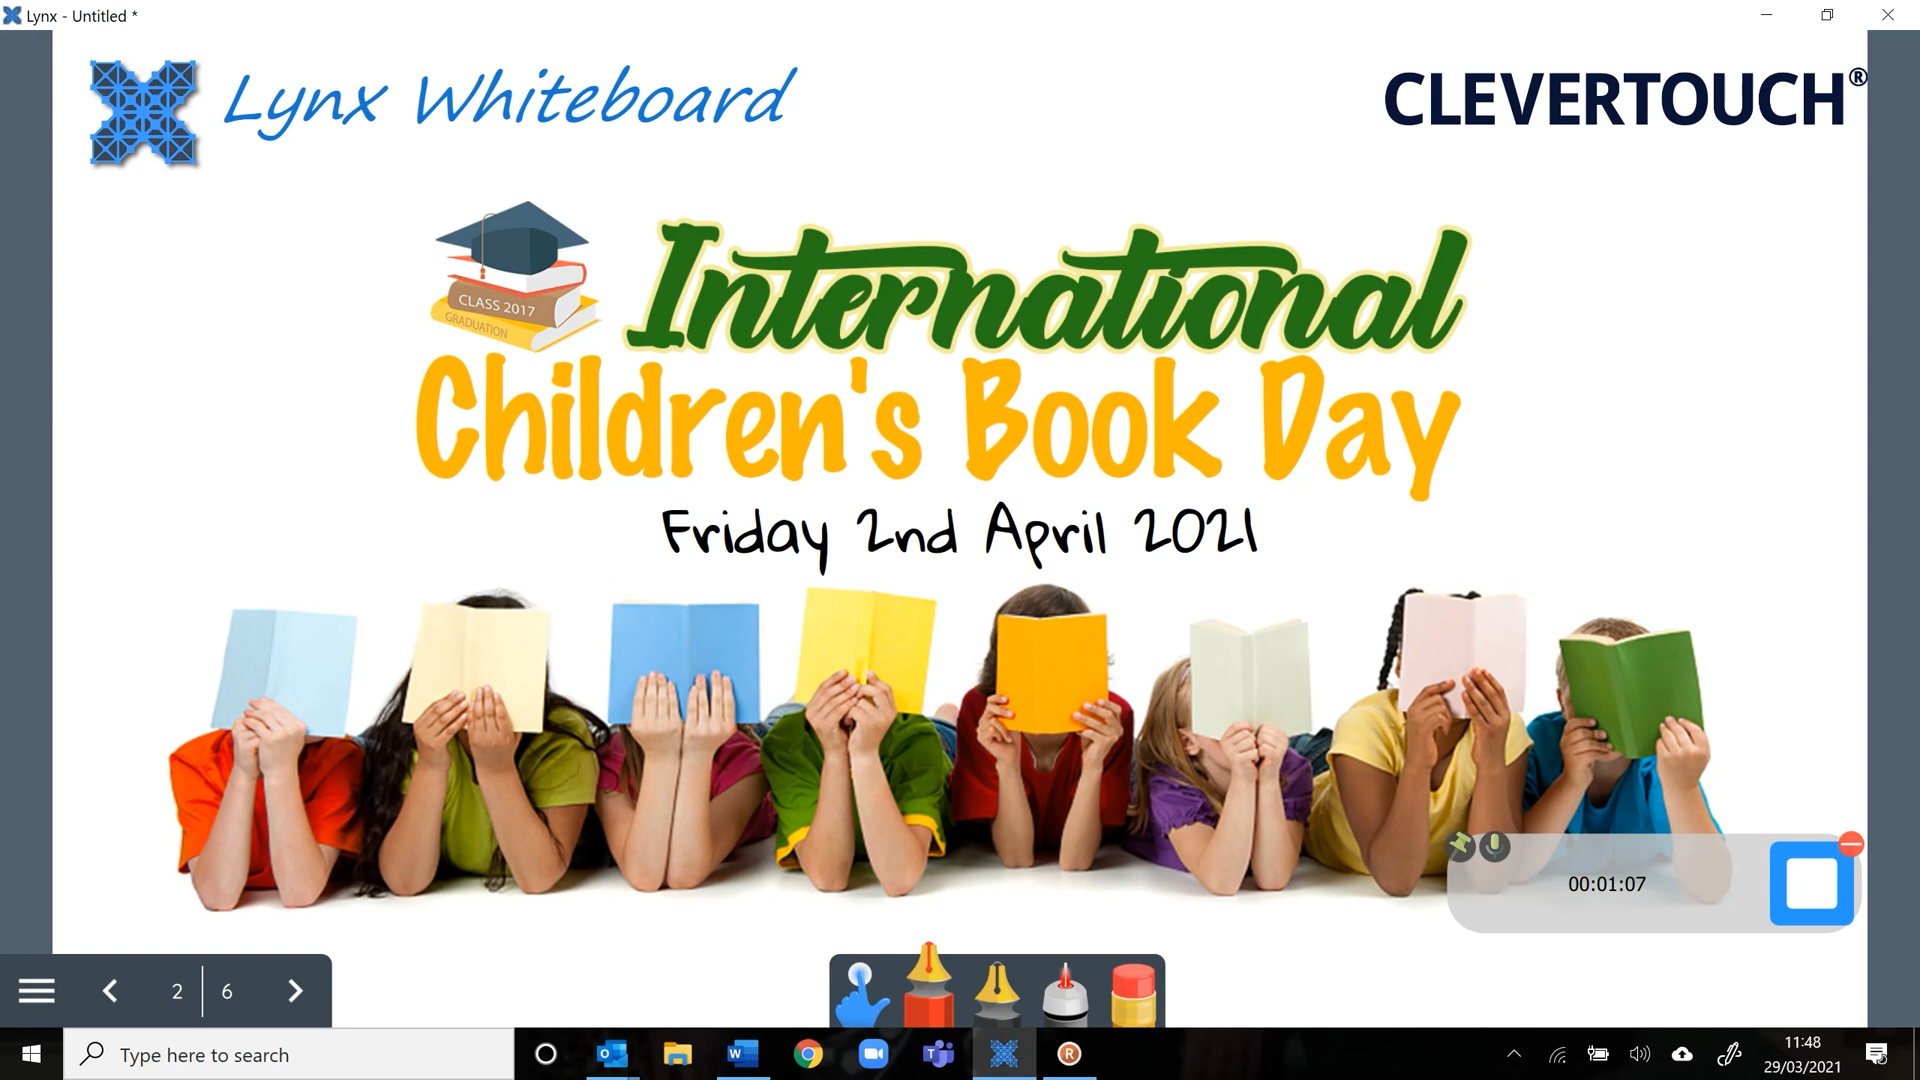 Lynx - Untitled *
Lynx Whiteboard
CLEVERTOUCH®
CLASS 2017
GRADUATION
International
Children's Book Day
Friday 2nd April 2021
00:01:07
2 6
Type here to search
11:48
29/03/2021